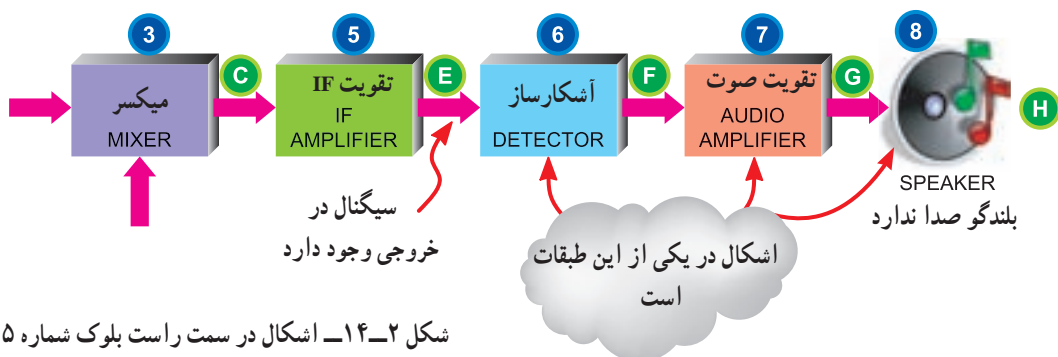 3
5
6
7
8
میکسر
MIXER
C
تقویت IF
IF
AMPLIFIER
E
آشکارساز
DETECTOR
F
تقویت صوت
AUDIO
AMPLIFIER
G
H
SPEAKER
بلندگو صدا ندارد
سیگنال در
خروجی وجود دارد
اشکال در یکی از این طبقات
است
شکل ۲ــ۱۴ــ اشکال در سمت راست بلوک شماره ۵